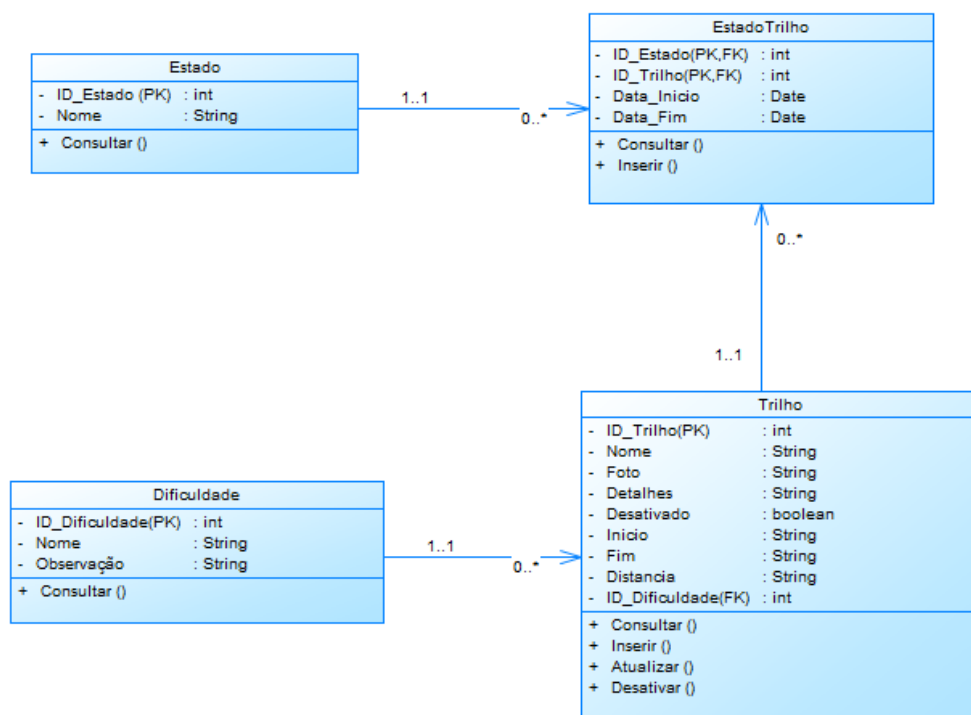 Estado
- ID_Estado (PK) : int
- Nome : String
+ Consultar ()
1..1
0..*
EstadoTrilho
- ID_Estado(PK,FK) : int
- ID_Trilho(PK,FK) : int
- Data_Inicio : Date
- Data_Fim : Date
+ Consultar ()
+ Inserir ()
0..*
1..1
Dificuldade
- ID_Dificuldade(PK) : int
- Nome : String
- Observação : String
+ Consultar ()
1..1
0..*
Trilho
- ID_Trilho(PK) : int
- Nome : String
- Foto : String
- Detalhes : String
- Desativado : boolean
- Inicio : String
- Fim : String
- Distancia : String
- ID_Dificuldade(FK) : int
+ Consultar ()
+ Inserir ()
+ Atualizar ()
+ Desativar ()